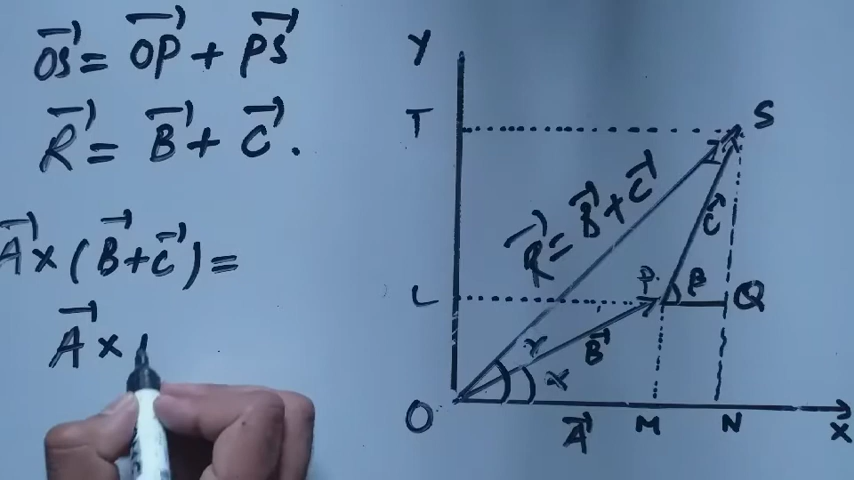 OS = OP + PS
R = B + C.
A × (B + C) =
A ×
Y
T
S
R = B + C
C
L
P
β
Q
B
γ
α
O
A
M
N
X